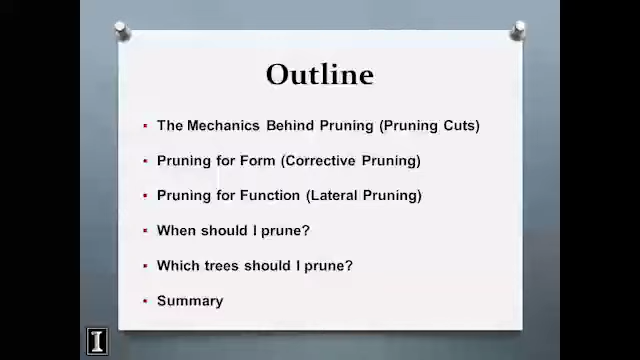 Outline
The Mechanics Behind Pruning (Pruning Cuts)
Pruning for Form (Corrective Pruning)
Pruning for Function (Lateral Pruning)
When should I prune?
Which trees should I prune?
Summary
I